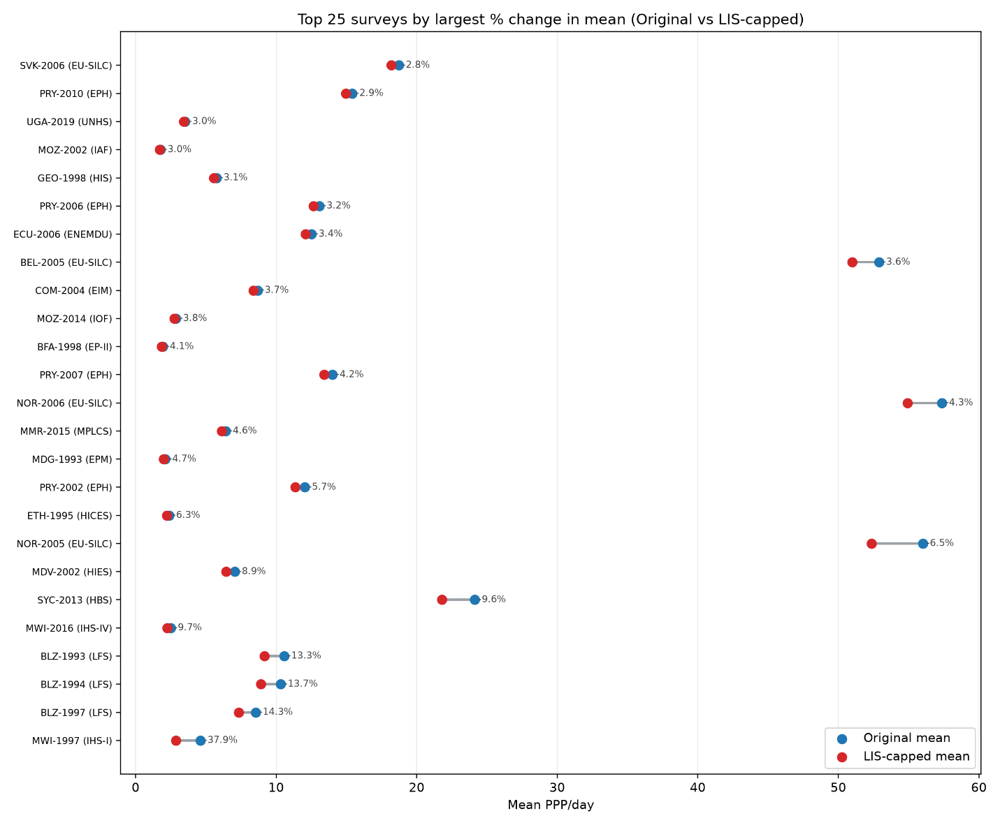 Top 25 surveys by largest % change in mean (Original vs LIS-capped)
SVK-2006 (EU-SILC) -2.8%
PRY-2010 (EPH) -2.9%
UGA-2019 (UNHS) -3.0%
MOZ-2002 (IAF) -3.0%
GEO-1998 (HIS) -3.1%
PRY-2006 (EPH) -3.2%
ECU-2006 (ENEMDU) -3.4%
BEL-2005 (EU-SILC) -3.6%
COM-2004 (EIM) -3.7%
MOZ-2014 (IOF) -3.8%
BFA-1998 (EP-II) -4.1%
PRY-2007 (EPH) -4.2%
NOR-2006 (EU-SILC) -4.3%
MMR-2015 (MPLCS) -4.6%
MDG-1993 (EPM) -4.7%
PRY-2002 (EPH) -5.7%
ETH-1995 (HICES) -6.3%
NOR-2005 (EU-SILC) -6.5%
MDV-2002 (HIES) -8.9%
SYC-2013 (HBS) -9.6%
MWI-2016 (IHS-IV) -9.7%
BLZ-1993 (LFS) -13.3%
BLZ-1994 (LFS) -13.7%
BLZ-1997 (LFS) -14.3%
MWI-1997 (IHS-I) -37.9%
Original mean
LIS-capped mean
0 10 20 30 40 50 60
Mean PPP/day